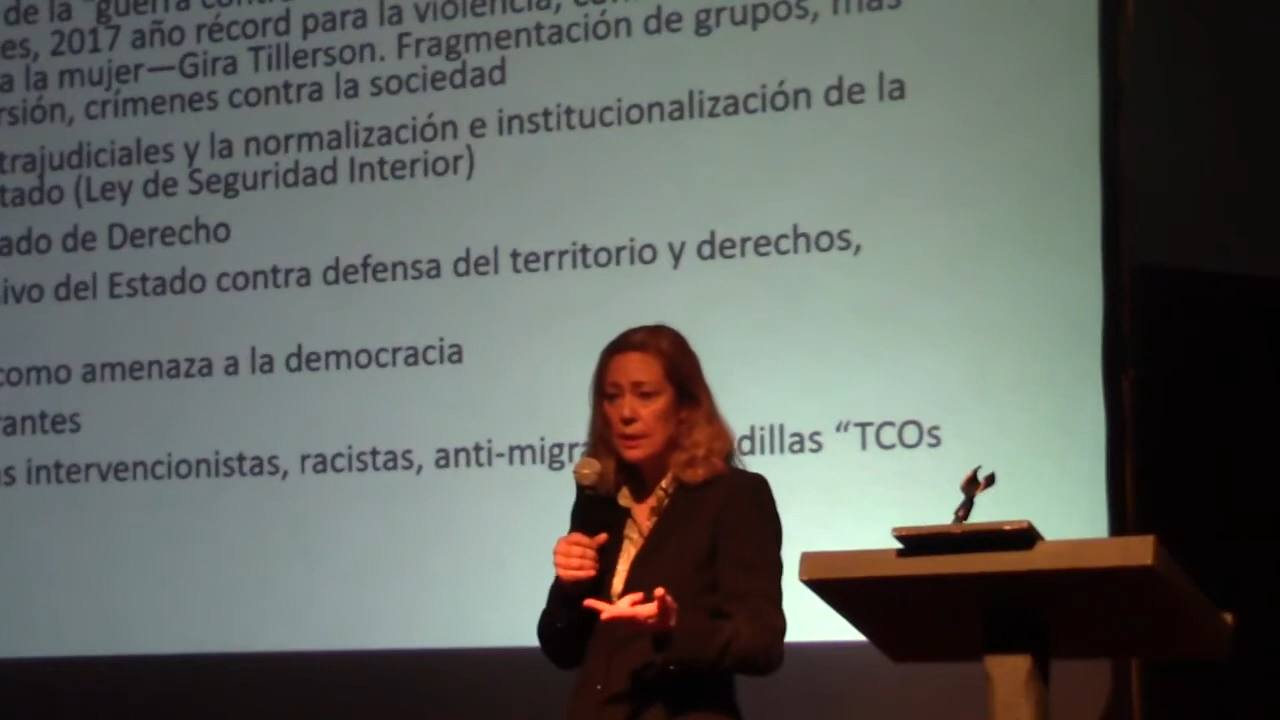 de la "guerra
es, 2017 año récord para la violencia,
a la mujer—Gira Tillerson. Fragmentación de grupos, más
rsión, crímenes contra la sociedad
trajudiciales y la normalización e institucionalización de la
tado (Ley de Seguridad Interior)
ado de Derecho
ivo del Estado contra defensa del territorio y derechos,
como amenaza a la democracia
rantes
s intervencionistas, racistas, anti-migra dillas “TCOs